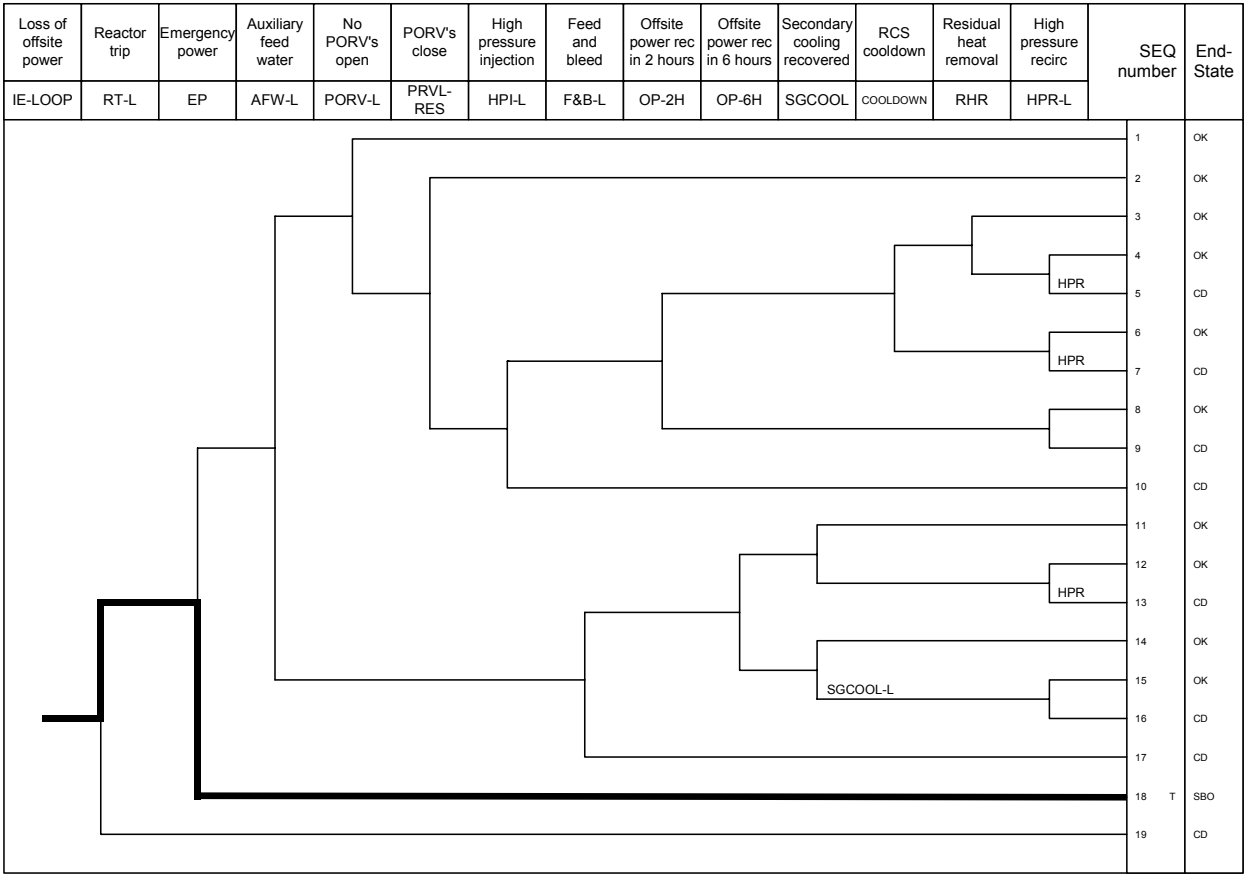 Loss of offsite power
Reactor trip
Emergency power
Auxiliary feed water
No PORV's open
PORV's close
High pressure injection
Feed and bleed
Offsite power rec in 2 hours
Offsite power rec in 6 hours
Secondary cooling recovered
RCS cooldown
Residual heat removal
High pressure recirc
SEQ number
End-State
IE-LOOP
RT-L
EP
AFW-L
PORV-L
PRVL-RES
HPI-L
F&B-L
OP-2H
OP-6H
SGCOOL
COOLDOWN
RHR
HPR-L
1 OK
2 OK
3 OK
4 OK
HPR
5 CD
6 OK
HPR
7 CD
8 OK
9 CD
10 CD
11 OK
12 OK
HPR
13 CD
14 OK
15 OK
SGCOOL-L
16 CD
17 CD
18 T SBO
19 CD